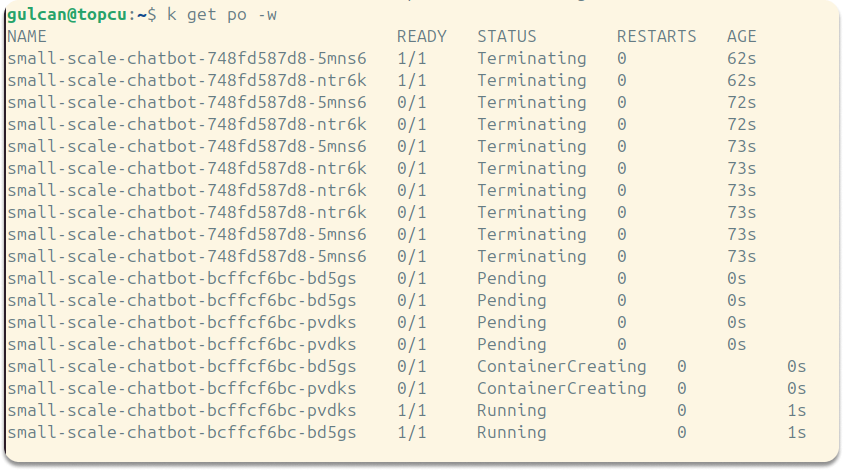 gulcan@topcu:~$ k get po -w
NAME READY STATUS RESTARTS AGE
small-scale-chatbot-748fd587d8-5mns6 1/1 Terminating 0 62s
small-scale-chatbot-748fd587d8-ntr6k 1/1 Terminating 0 62s
small-scale-chatbot-748fd587d8-5mns6 0/1 Terminating 0 72s
small-scale-chatbot-748fd587d8-ntr6k 0/1 Terminating 0 72s
small-scale-chatbot-748fd587d8-5mns6 0/1 Terminating 0 73s
small-scale-chatbot-748fd587d8-ntr6k 0/1 Terminating 0 73s
small-scale-chatbot-748fd587d8-ntr6k 0/1 Terminating 0 73s
small-scale-chatbot-748fd587d8-ntr6k 0/1 Terminating 0 73s
small-scale-chatbot-748fd587d8-5mns6 0/1 Terminating 0 73s
small-scale-chatbot-748fd587d8-5mns6 0/1 Terminating 0 73s
small-scale-chatbot-bcffcf6bc-bd5gs 0/1 Pending 0 0s
small-scale-chatbot-bcffcf6bc-bd5gs 0/1 Pending 0 0s
small-scale-chatbot-bcffcf6bc-pvdks 0/1 Pending 0 0s
small-scale-chatbot-bcffcf6bc-pvdks 0/1 Pending 0 0s
small-scale-chatbot-bcffcf6bc-bd5gs 0/1 ContainerCreating 0 0s
small-scale-chatbot-bcffcf6bc-pvdks 0/1 ContainerCreating 0 0s
small-scale-chatbot-bcffcf6bc-pvdks 1/1 Running 0 1s
small-scale-chatbot-bcffcf6bc-bd5gs 1/1 Running 0 1s